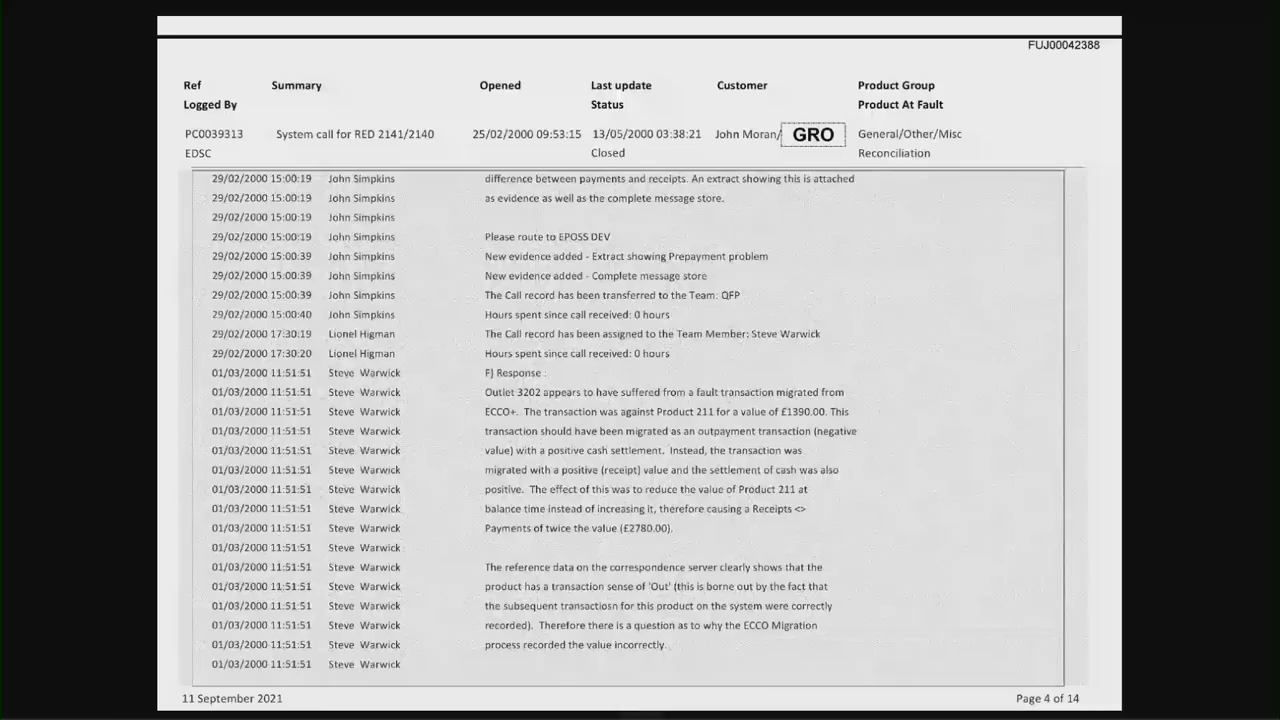 FUJ00042388
Ref Summary Opened Last update Customer Product Group
Logged By Status Product At Fault
PC0039313 System call for RED 2141/2140 25/02/2000 09:53:15 13/05/2000 03:38:21 John Moran/ GRO General/Other/Misc
EDSC Closed Reconciliation
29/02/2000 15:00:19 John Simpkins difference between payments and receipts. An extract showing this is attached
29/02/2000 15:00:19 John Simpkins as evidence as well as the complete message store.
29/02/2000 15:00:19 John Simpkins
29/02/2000 15:00:19 John Simpkins Please route to EPOSS DEV
29/02/2000 15:00:39 John Simpkins New evidence added - Extract showing Prepayment problem
29/02/2000 15:00:39 John Simpkins New evidence added - Complete message store
29/02/2000 15:00:39 John Simpkins The Call record has been transferred to the Team: QFP
29/02/2000 15:00:40 John Simpkins Hours spent since call received: 0 hours
29/02/2000 17:30:19 Lionel Higman The Call record has been assigned to the Team Member: Steve Warwick
29/02/2000 17:30:20 Lionel Higman Hours spent since call received: 0 hours
01/03/2000 11:51:51 Steve Warwick FJ Response :
01/03/2000 11:51:51 Steve Warwick Outlet 3202 appears to have suffered from a fault transaction migrated from
01/03/2000 11:51:51 Steve Warwick ECCO+. The transaction was against Product 211 for a value of £1390.00. This
01/03/2000 11:51:51 Steve Warwick transaction should have been migrated as an outpayment transaction (negative
01/03/2000 11:51:51 Steve Warwick value) with a positive cash settlement. Instead, the transaction was
01/03/2000 11:51:51 Steve Warwick migrated with a positive (receipt) value and the settlement of cash was also
01/03/2000 11:51:51 Steve Warwick positive. The effect of this was to reduce the value of Product 211 at
01/03/2000 11:51:51 Steve Warwick balance time instead of increasing it, therefore causing a Receipts <>
01/03/2000 11:51:51 Steve Warwick Payments of twice the value (£2780.00).
01/03/2000 11:51:51 Steve Warwick
01/03/2000 11:51:51 Steve Warwick The reference data on the correspondence server clearly shows that the
01/03/2000 11:51:51 Steve Warwick product has a transaction sense of 'Out' (this is borne out by the fact that
01/03/2000 11:51:51 Steve Warwick the subsequent transactiosn for this product on the system were correctly
01/03/2000 11:51:51 Steve Warwick recorded). Therefore there is a question as to why the ECCO Migration
01/03/2000 11:51:51 Steve Warwick process recorded the value incorrectly.
01/03/2000 11:51:51 Steve Warwick
11 September 2021 Page 4 of 14